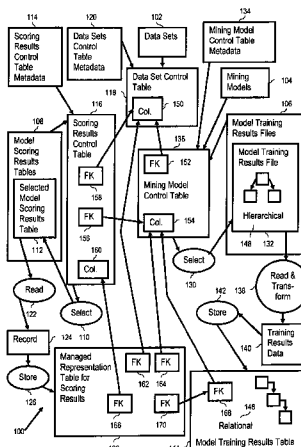 114
Scoring
Results
Control
Table
Metadata
120
Data Sets
Control
Table
Metadata
102
Data Sets
134
Mining Model
Control Table
Metadata
Mining
Models
104
118
Data Set Control
Table
Col.
150
116
Scoring
Results
Control
Table
106
Model Training
Results Files
108
Model
Scoring
Results
Tables
136
FK
152
Mining Model
Control Table
Model Training
Results File
Selected Model
Scoring
Results
Table
FK
158
FK
159
Col.
154
Hierarchical
148
132
112
160
Col.
Select
130
Read
122
Select
110
138
Read &
Transform
142
Store
124
Record
140
Training
Results
Data
Store
126
Managed
Representation
Table for
Scoring
Results
FK
162
FK
164
FK
166
FK
170
FK
168
146
Relational
100
Model Training Results Table